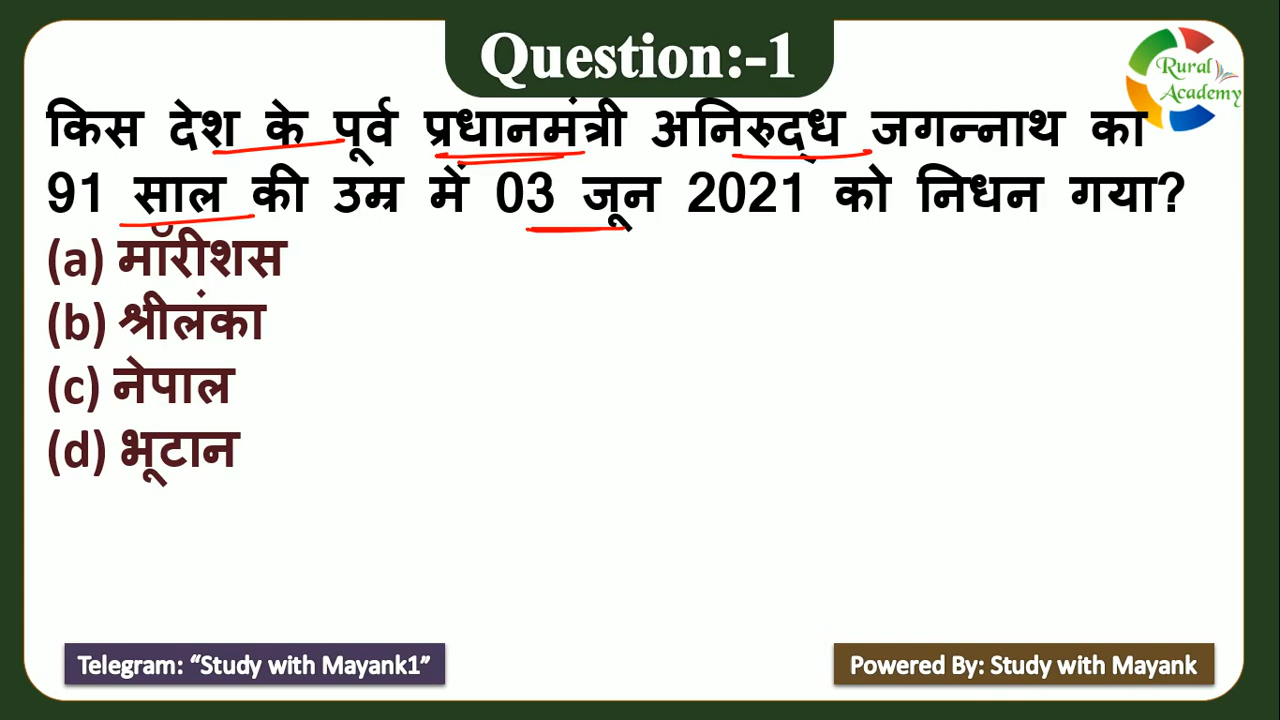 Question:-1
Rural
Academy
किस देश के पूर्व प्रधानमंत्री अनिरुद्ध जगन्नाथ का
91 साल की उम्र में 03 जून 2021 को निधन गया?
(a) मॉरीशस
(b) श्रीलंका
(c) नेपाल
(d) भूटान
Telegram: “Study with Mayank1”
Powered By: Study with Mayank